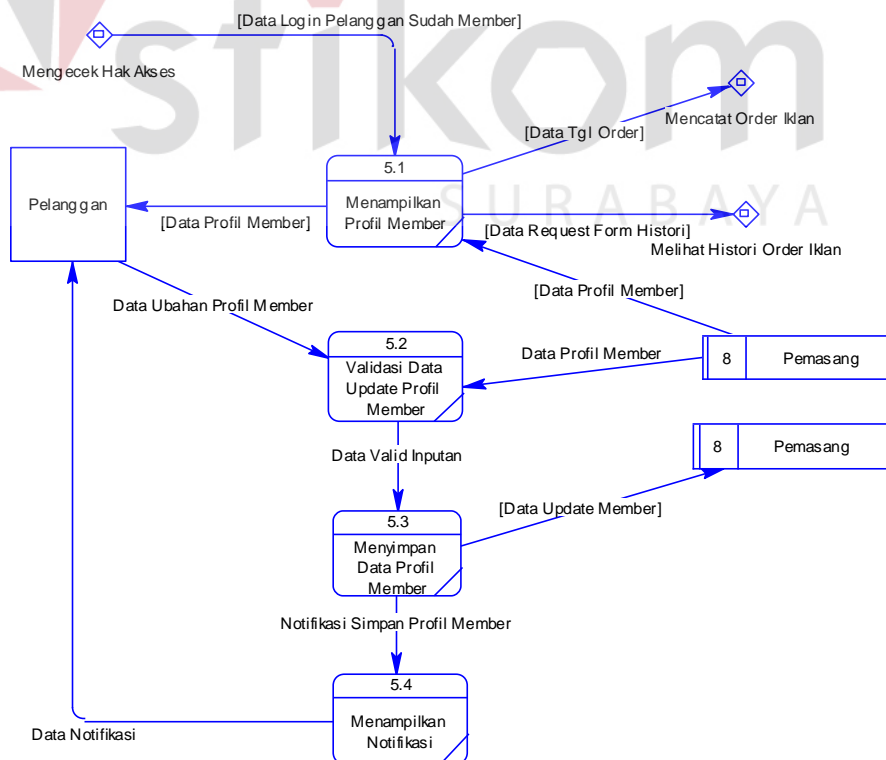 [Data Login Pelanggan Sudah Member]
Mengecek Hak Akses
stikom
SURABAYA
Mencatat Order Iklan
[Data Tgl Order]
5.1
Menampilkan
Profil Member
Pelanggan
[Data Profil Member]
[Data Request Form Histori]
Melihat Histori Order Iklan
[Data Profil Member]
Data Ubahan Profil Member
5.2
Validasi Data
Update Profil
Member
Data Profil Member
8 Pemasang
Data Valid Inputan
8 Pemasang
[Data Update Member]
5.3
Menyimpan
Data Profil
Member
Notifikasi Simpan Profil Member
5.4
Menampilkan
Notifikasi
Data Notifikasi